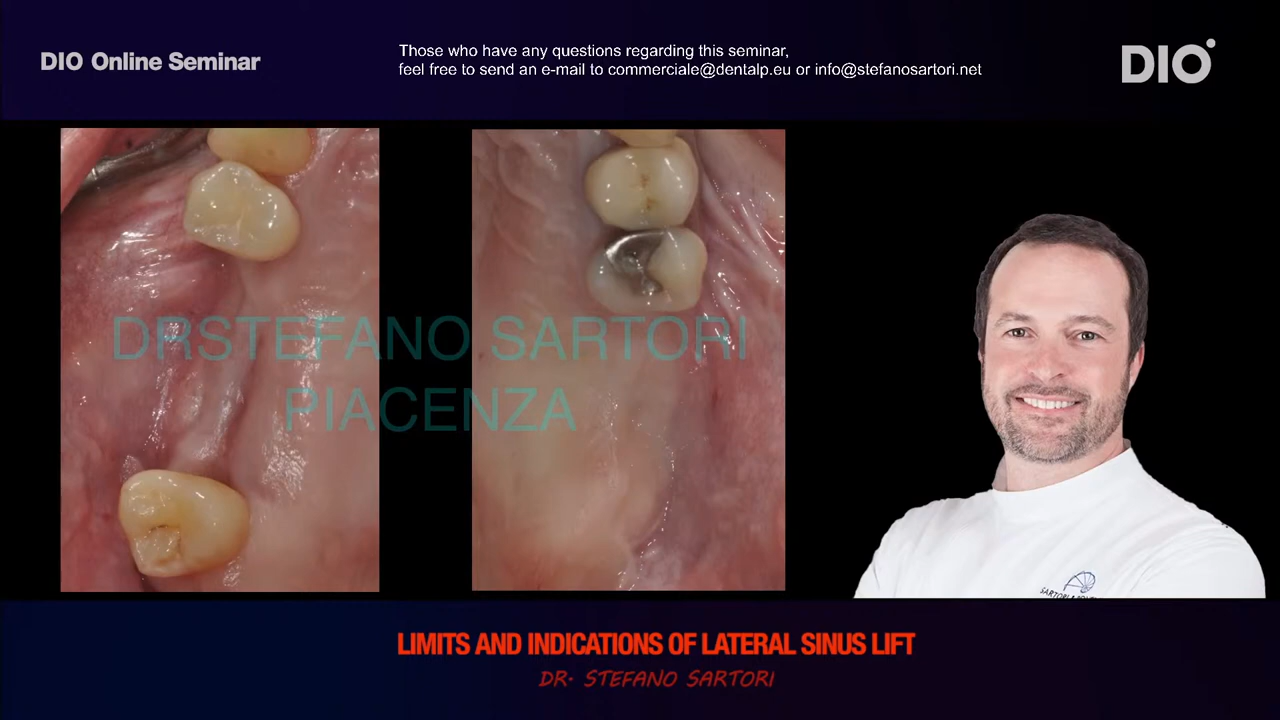 DIO Online Seminar
Those who have any questions regarding this seminar,
feel free to send an e-mail to commerciale@dentalp.eu or info@stefanosartori.net
DIO
DRSTEFANO SARTORI
PIACENZA
LIMITS AND INDICATIONS OF LATERAL SINUS LIFT
DR. STEFANO SARTORI